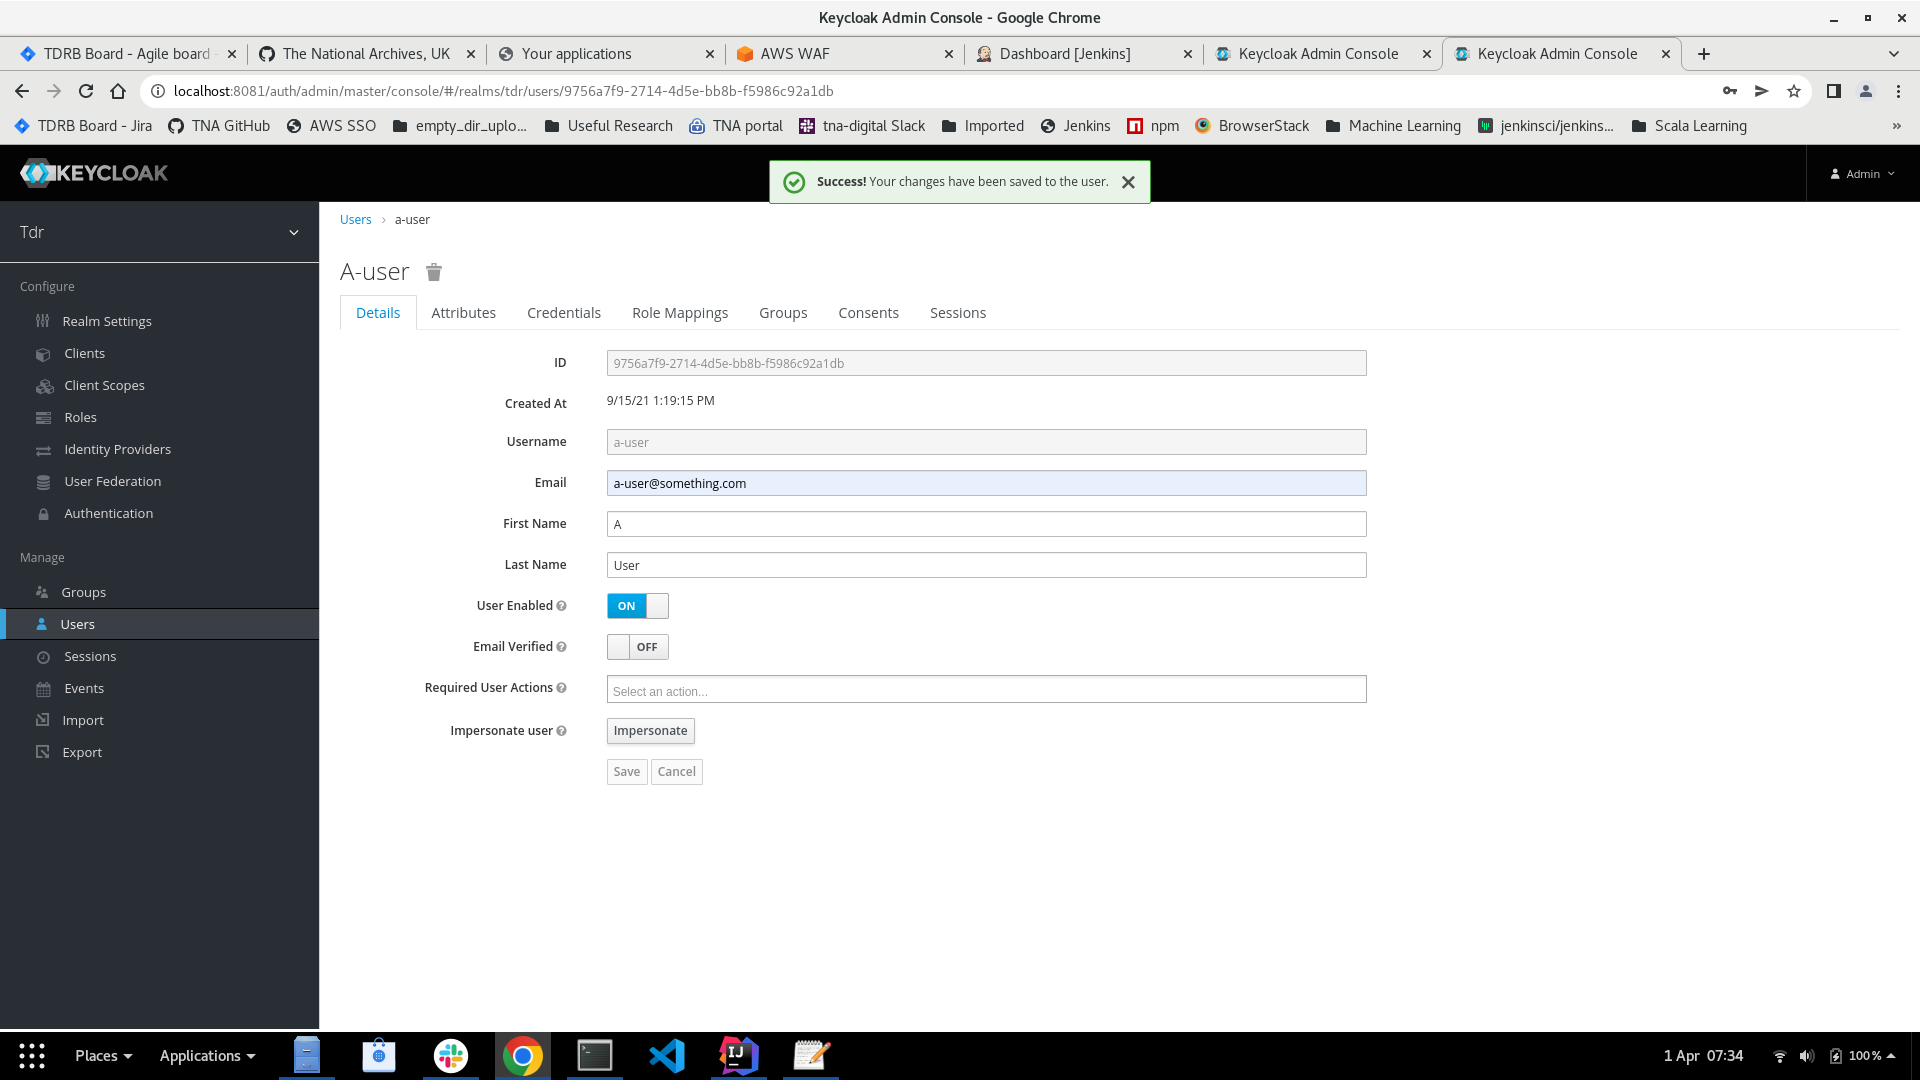 Keycloak Admin Console - Google Chrome
TDRB Board - Agile board - The National Archives, UK Your applications AWS WAF Dashboard [Jenkins] Keycloak Admin Console Keycloak Admin Console
localhost:8081/auth/admin/master/console/#/realms/tdr/users/9756a7f9-2714-4d5e-bb8b-f5986c92a1db
TDRB Board - Jira TNA GitHub AWS SSO empty_dir_uplo... Useful Research TNA portal tna-digital Slack Imported Jenkins npm BrowserStack Machine Learning jenkinsci/jenkins... Scala Learning »
KEYCLOAK
Success! Your changes have been saved to the user.
Admin
Tdr
Configure
Realm Settings
Clients
Client Scopes
Roles
Identity Providers
User Federation
Authentication
Manage
Groups
Users
Sessions
Events
Import
Export
Users › a-user
A-user
Details Attributes Credentials Role Mappings Groups Consents Sessions
ID 9756a7f9-2714-4d5e-bb8b-f5986c92a1db
Created At 9/15/21 1:19:15 PM
Username a-user
Email a-user@something.com
First Name A
Last Name User
User Enabled ON
Email Verified OFF
Required User Actions Select an action...
Impersonate user Impersonate
Save Cancel
Places Applications IJ 1 Apr 07:34 100%